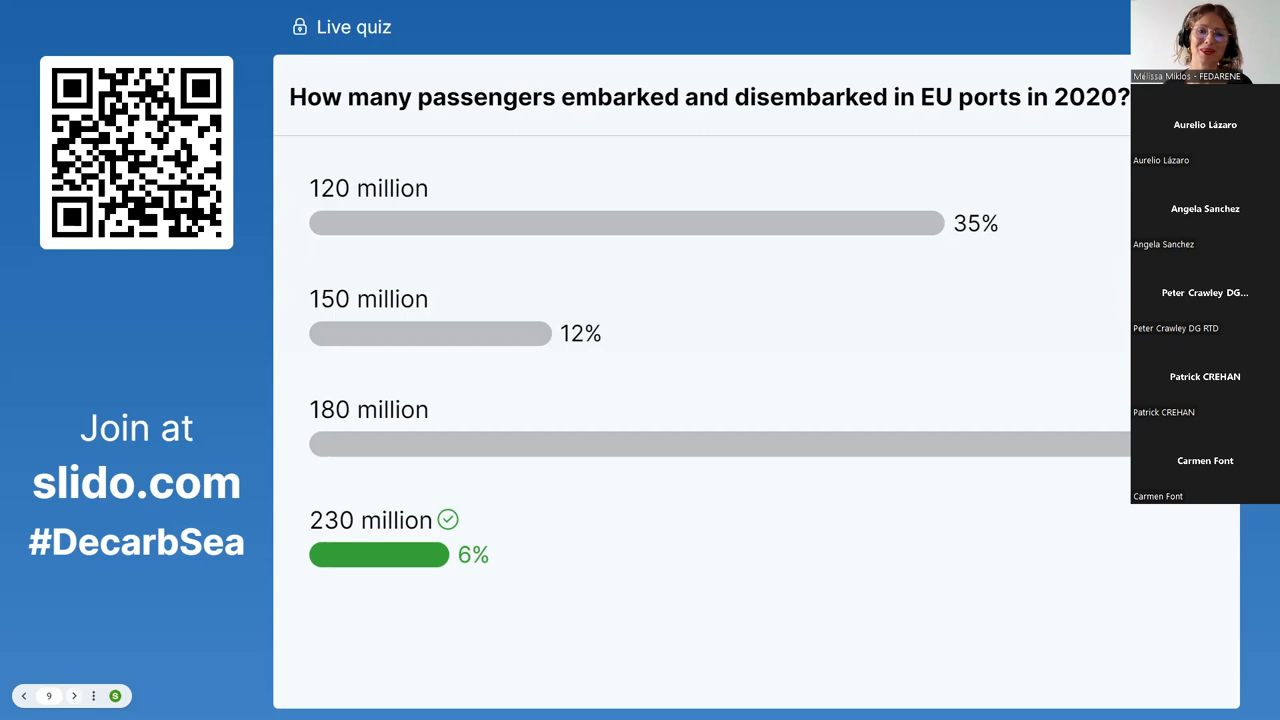 Live quiz
How many passengers embarked and disembarked in EU ports in 2020?
120 million
35%
150 million
12%
180 million
230 million
6%
Join at
slido.com
#DecarbSea
9
S
Mélissa Miklos - FEDARENE
Aurelio Lázaro
Aurelio Lázaro
Angela Sanchez
Angela Sanchez
Peter Crawley DG...
Peter Crawley DG RTD
Patrick CREHAN
Patrick CREHAN
Carmen Font
Carmen Font